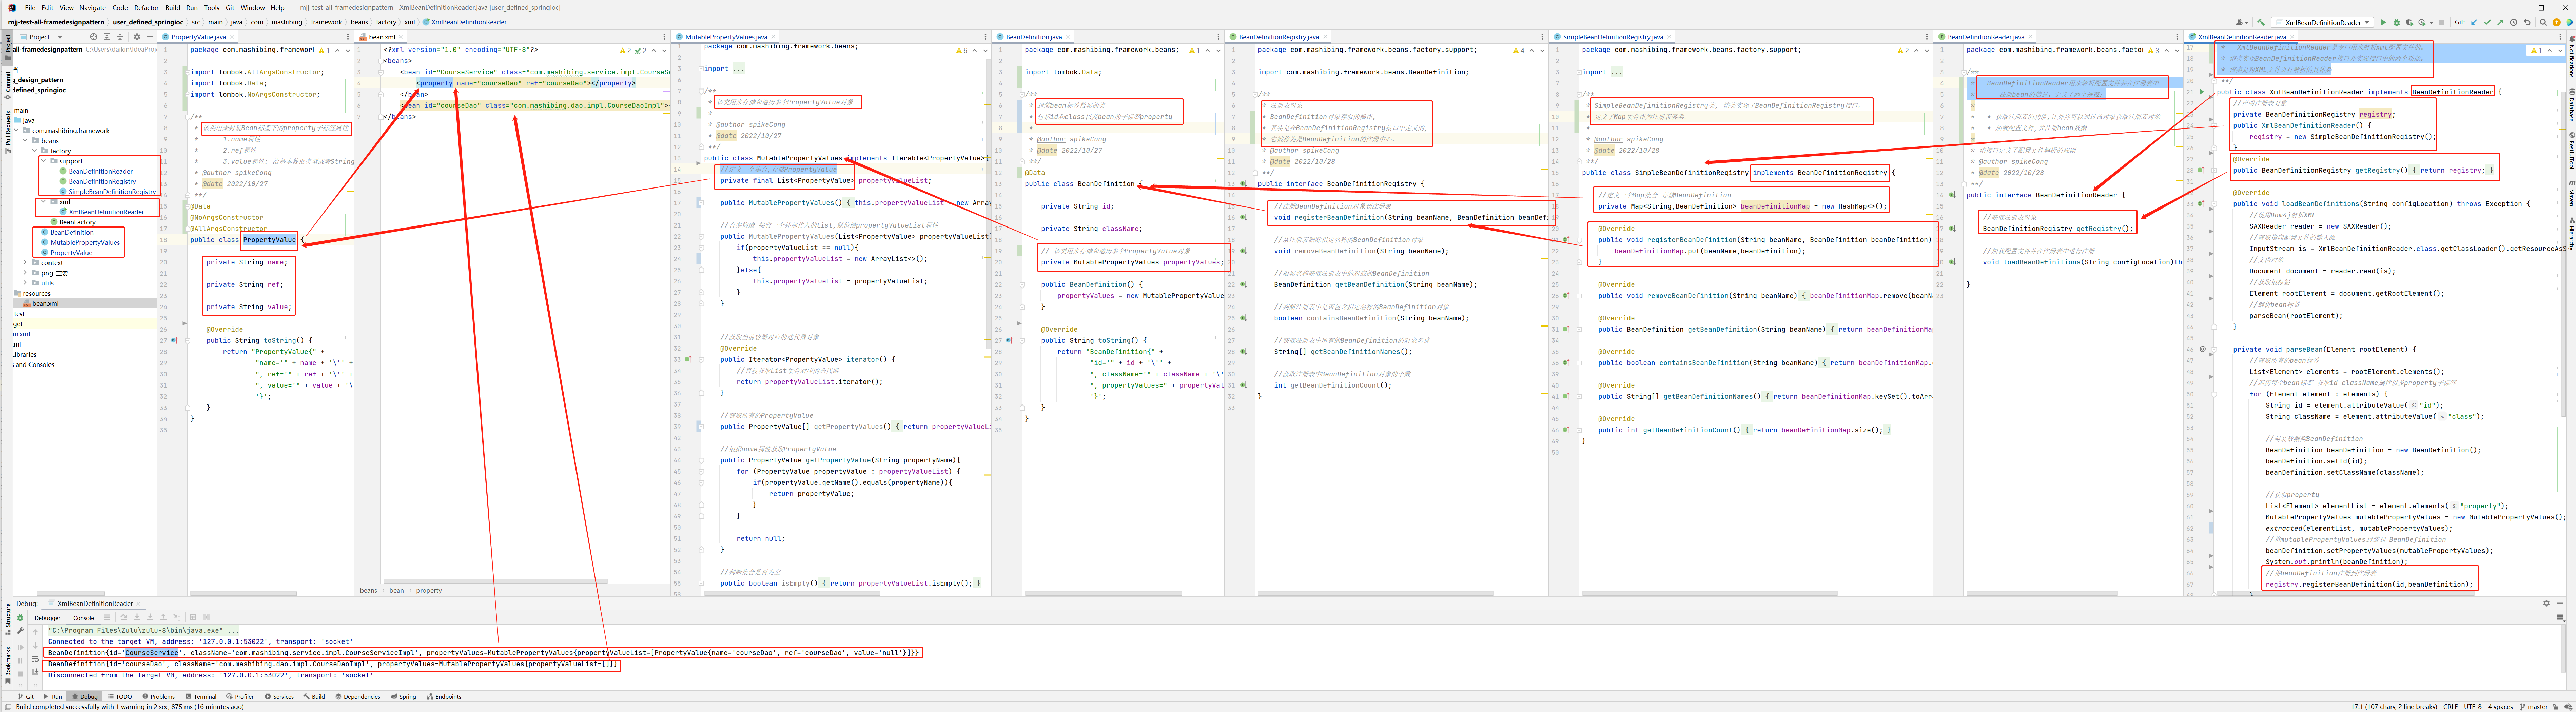 File Edit View Navigate Code Refactor Build Run Tools Git Window Help mjj-test-all-framedesignpattern - XmlBeanDefinitionReader.java [user_defined_springioc]
mjj-test-all-framedesignpattern user_defined_springioc src main java com mashibing framework beans factory xml XmlBeanDefinitionReader
XmlBeanDefinitionReader Git:
Project
all-framedesignpattern
g_design_pattern
_defined_springioc
main
java
com.mashibing.framework
beans
factory
support
BeanDefinitionReader
BeanDefinitionRegistry
SimpleBeanDefinitionRegistry
xml
XmlBeanDefinitionReader
BeanFactory
BeanDefinition
MutablePropertyValues
PropertyValue
context
png_重要
utils
resources
bean.xml
test
get
m.xml
ml
Libraries
and Consoles
PropertyValue.java
package com.mashibing.framework
import lombok.AllArgsConstructor;
import lombok.Data;
import lombok.NoArgsConstructor;
/**
* 该类用来封装Bean标签下的property子标签属性
* 1.name属性
* 2.ref属性
* 3.value属性: 给基本数据类型或者String
* @author spikeCong
* @date 2022/10/27
**/
@Data
@NoArgsConstructor
@AllArgsConstructor
public class PropertyValue {
private String name;
private String ref;
private String value;
@Override
public String toString() {
return "PropertyValue{" +
"name='" + name + '\'' +
", ref='" + ref + '\'' +
", value='" + value + '\
'}';
}
}
bean.xml
<?xml version="1.0" encoding="UTF-8"?>
<beans>
<bean id="CourseService" class="com.mashibing.service.impl.CourseSe
<property name="courseDao" ref="courseDao"></property>
</bean>
<bean id="courseDao" class="com.mashibing.dao.impl.CourseDaoImpl"><
</beans>
beans bean property
MutablePropertyValues.java
package com.mashibing.framework.beans;
import ...
/**
* 该类用来存储和遍历多个PropertyValue对象
* @author spikeCong
* @date 2022/10/27
**/
public class MutablePropertyValues implements Iterable<PropertyValue>{
//定义一个集合,存储PropertyValue
private final List<PropertyValue> propertyValueList;
public MutablePropertyValues() { this.propertyValueList = new Array
public MutablePropertyValues(List<PropertyValue> propertyValueList)
if(propertyValueList == null){
this.propertyValueList = new ArrayList<>();
}else{
this.propertyValueList = propertyValueList;
}
}
//获取当前容器对应的迭代器对象
@Override
public Iterator<PropertyValue> iterator() {
//直接获取List集合对应的迭代器
return propertyValueList.iterator();
}
//获取所有的PropertyValue
public PropertyValue[] getPropertyValues() { return propertyValueLi
//根据name属性获取PropertyValue
public PropertyValue getPropertyValue(String propertyName){
for (PropertyValue propertyValue : propertyValueList) {
if(propertyValue.getName().equals(propertyName)){
return propertyValue;
}
}
return null;
}
//判断集合是否为空
public boolean isEmpty() { return propertyValueList.isEmpty(); }
BeanDefinition.java
package com.mashibing.framework.beans;
import lombok.Data;
/**
* 封装bean标签数据的类
* 包括id和class以及bean的子标签property
*
* @author spikeCong
* @date 2022/10/27
**/
@Data
public class BeanDefinition {
private String id;
private String className;
// 该类用来存储和遍历多个PropertyValue对象
private MutablePropertyValues propertyValues;
public BeanDefinition() {
propertyValues = new MutablePropertyValue
}
@Override
public String toString() {
return "BeanDefinition{" +
"id='" + id + '\'' +
", className='" + className + '\'
", propertyValues=" + propertyVal
'}';
}
}
BeanDefinitionRegistry.java
package com.mashibing.framework.beans.factory.support;
import com.mashibing.framework.beans.BeanDefinition;
/**
* 注册表对象
* BeanDefinition对象存取的操作,
* 其实是在BeanDefinitionRegistry接口中定义的,
* 它被称为是BeanDefinition的注册中心.
* @author spikeCong
* @date 2022/10/28
**/
public interface BeanDefinitionRegistry {
//注册BeanDefinition对象到注册表
void registerBeanDefinition(String beanName, BeanDefinition beanDefi
//从注册表删除指定名称的BeanDefinition对象
void removeBeanDefinition(String beanName);
//根据名称获取注册表中的对应的BeanDefinition
BeanDefinition getBeanDefinition(String beanName);
//判断注册表中是否包含指定名称的BeanDefinition对象
boolean containsBeanDefinition(String beanName);
//获取注册表中所有的BeanDefinition的对象名称
String[] getBeanDefinitionNames();
//获取注册表中BeanDefinition对象的个数
int getBeanDefinitionCount();
}
SimpleBeanDefinitionRegistry.java
package com.mashibing.framework.beans.factory.support;
import ...
/**
* SimpleBeanDefinitionRegistry类, 该类实现了BeanDefinitionRegistry接口,
* 定义了Map集合作为注册表容器.
*
* @author spikeCong
* @date 2022/10/28
**/
public class SimpleBeanDefinitionRegistry implements BeanDefinitionRegistry {
//定义一个Map集合 存储BeanDefinition
private Map<String,BeanDefinition> beanDefinitionMap = new HashMap<>();
@Override
public void registerBeanDefinition(String beanName, BeanDefinition beanDefinition)
beanDefinitionMap.put(beanName,beanDefinition);
}
@Override
public void removeBeanDefinition(String beanName) { beanDefinitionMap.remove(beanN
@Override
public BeanDefinition getBeanDefinition(String beanName) { return beanDefinitionMap
@Override
public boolean containsBeanDefinition(String beanName) { return beanDefinitionMap.c
@Override
public String[] getBeanDefinitionNames() { return beanDefinitionMap.keySet().toArr
@Override
public int getBeanDefinitionCount() { return beanDefinitionMap.size(); }
}
BeanDefinitionReader.java
package com.mashibing.framework.beans.factor
/**
* BeanDefinitionReader用来解析配置文件并在注册表中
* 注册bean的信息。定义了两个规范:
*
* 获取注册表的功能,让外界可以通过该对象获取注册表对象
* 加载配置文件,并注册bean数据
*
* 该接口定义了配置文件解析的规则
* @author spikeCong
* @date 2022/10/28
**/
public interface BeanDefinitionReader {
//获取注册表对象
BeanDefinitionRegistry getRegistry();
//加载配置文件并在注册表中进行注册
void loadBeanDefinitions(String configLocation)th
}
XmlBeanDefinitionReader.java
* - XmlBeanDefinitionReader是专门用来解析xml配置文件的。
* 该类实现BeanDefinitionReader接口并实现接口中的两个功能。
**/
public class XmlBeanDefinitionReader implements BeanDefinitionReader {
//声明注册表对象
private BeanDefinitionRegistry registry;
public XmlBeanDefinitionReader() {
registry = new SimpleBeanDefinitionRegistry();
}
@Override
public BeanDefinitionRegistry getRegistry() { return registry; }
@Override
public void loadBeanDefinitions(String configLocation) throws Exception {
//使用Dom4j解析XML
SAXReader reader = new SAXReader();
//获取指向配置文件的输入流
InputStream is = XmlBeanDefinitionReader.class.getClassLoader().getResourceAsS
//文档对象
Document document = reader.read(is);
//获取根标签
Element rootElement = document.getRootElement();
//解析bean标签
parseBean(rootElement);
}
private void parseBean(Element rootElement) {
//获取所有的bean标签
List<Element> elements = rootElement.elements();
//遍历每个bean标签 获取id className属性以及property子标签
for (Element element : elements) {
String id = element.attributeValue("id");
String className = element.attributeValue("class");
//封装数据到BeanDefinition
BeanDefinition beanDefinition = new BeanDefinition();
beanDefinition.setId(id);
beanDefinition.setClassName(className);
//获取property
List<Element> elementList = element.elements("property");
MutablePropertyValues mutablePropertyValues = new MutablePropertyValues();
extracted(elementList, mutablePropertyValues);
//将mutablePropertyValues封装到 BeanDefinition
beanDefinition.setPropertyValues(mutablePropertyValues);
System.out.println(beanDefinition);
//将beanDefinition注册到注册表
registry.registerBeanDefinition(id,beanDefinition);
}
Debug: XmlBeanDefinitionReader
Debugger Console
"C:\Program Files\Zulu\zulu-8\bin\java.exe" ...
Connected to the target VM, address: '127.0.0.1:53022', transport: 'socket'
BeanDefinition{id='CourseService', className='com.mashibing.service.impl.CourseServiceImpl', propertyValues=MutablePropertyValues{propertyValueList=[PropertyValue{name='courseDao', ref='courseDao', value='null'}]}}
BeanDefinition{id='courseDao', className='com.mashibing.dao.impl.CourseDaoImpl', propertyValues=MutablePropertyValues{propertyValueList=[]}}
Disconnected from the target VM, address: '127.0.0.1:53022', transport: 'socket'
Git Run Debug TODO Problems Terminal Profiler Services Build Dependencies Spring Endpoints
Build completed successfully with 1 warning in 2 sec, 875 ms (16 minutes ago)
17:1 (107 chars, 2 line breaks) CRLF UTF-8 4 spaces master